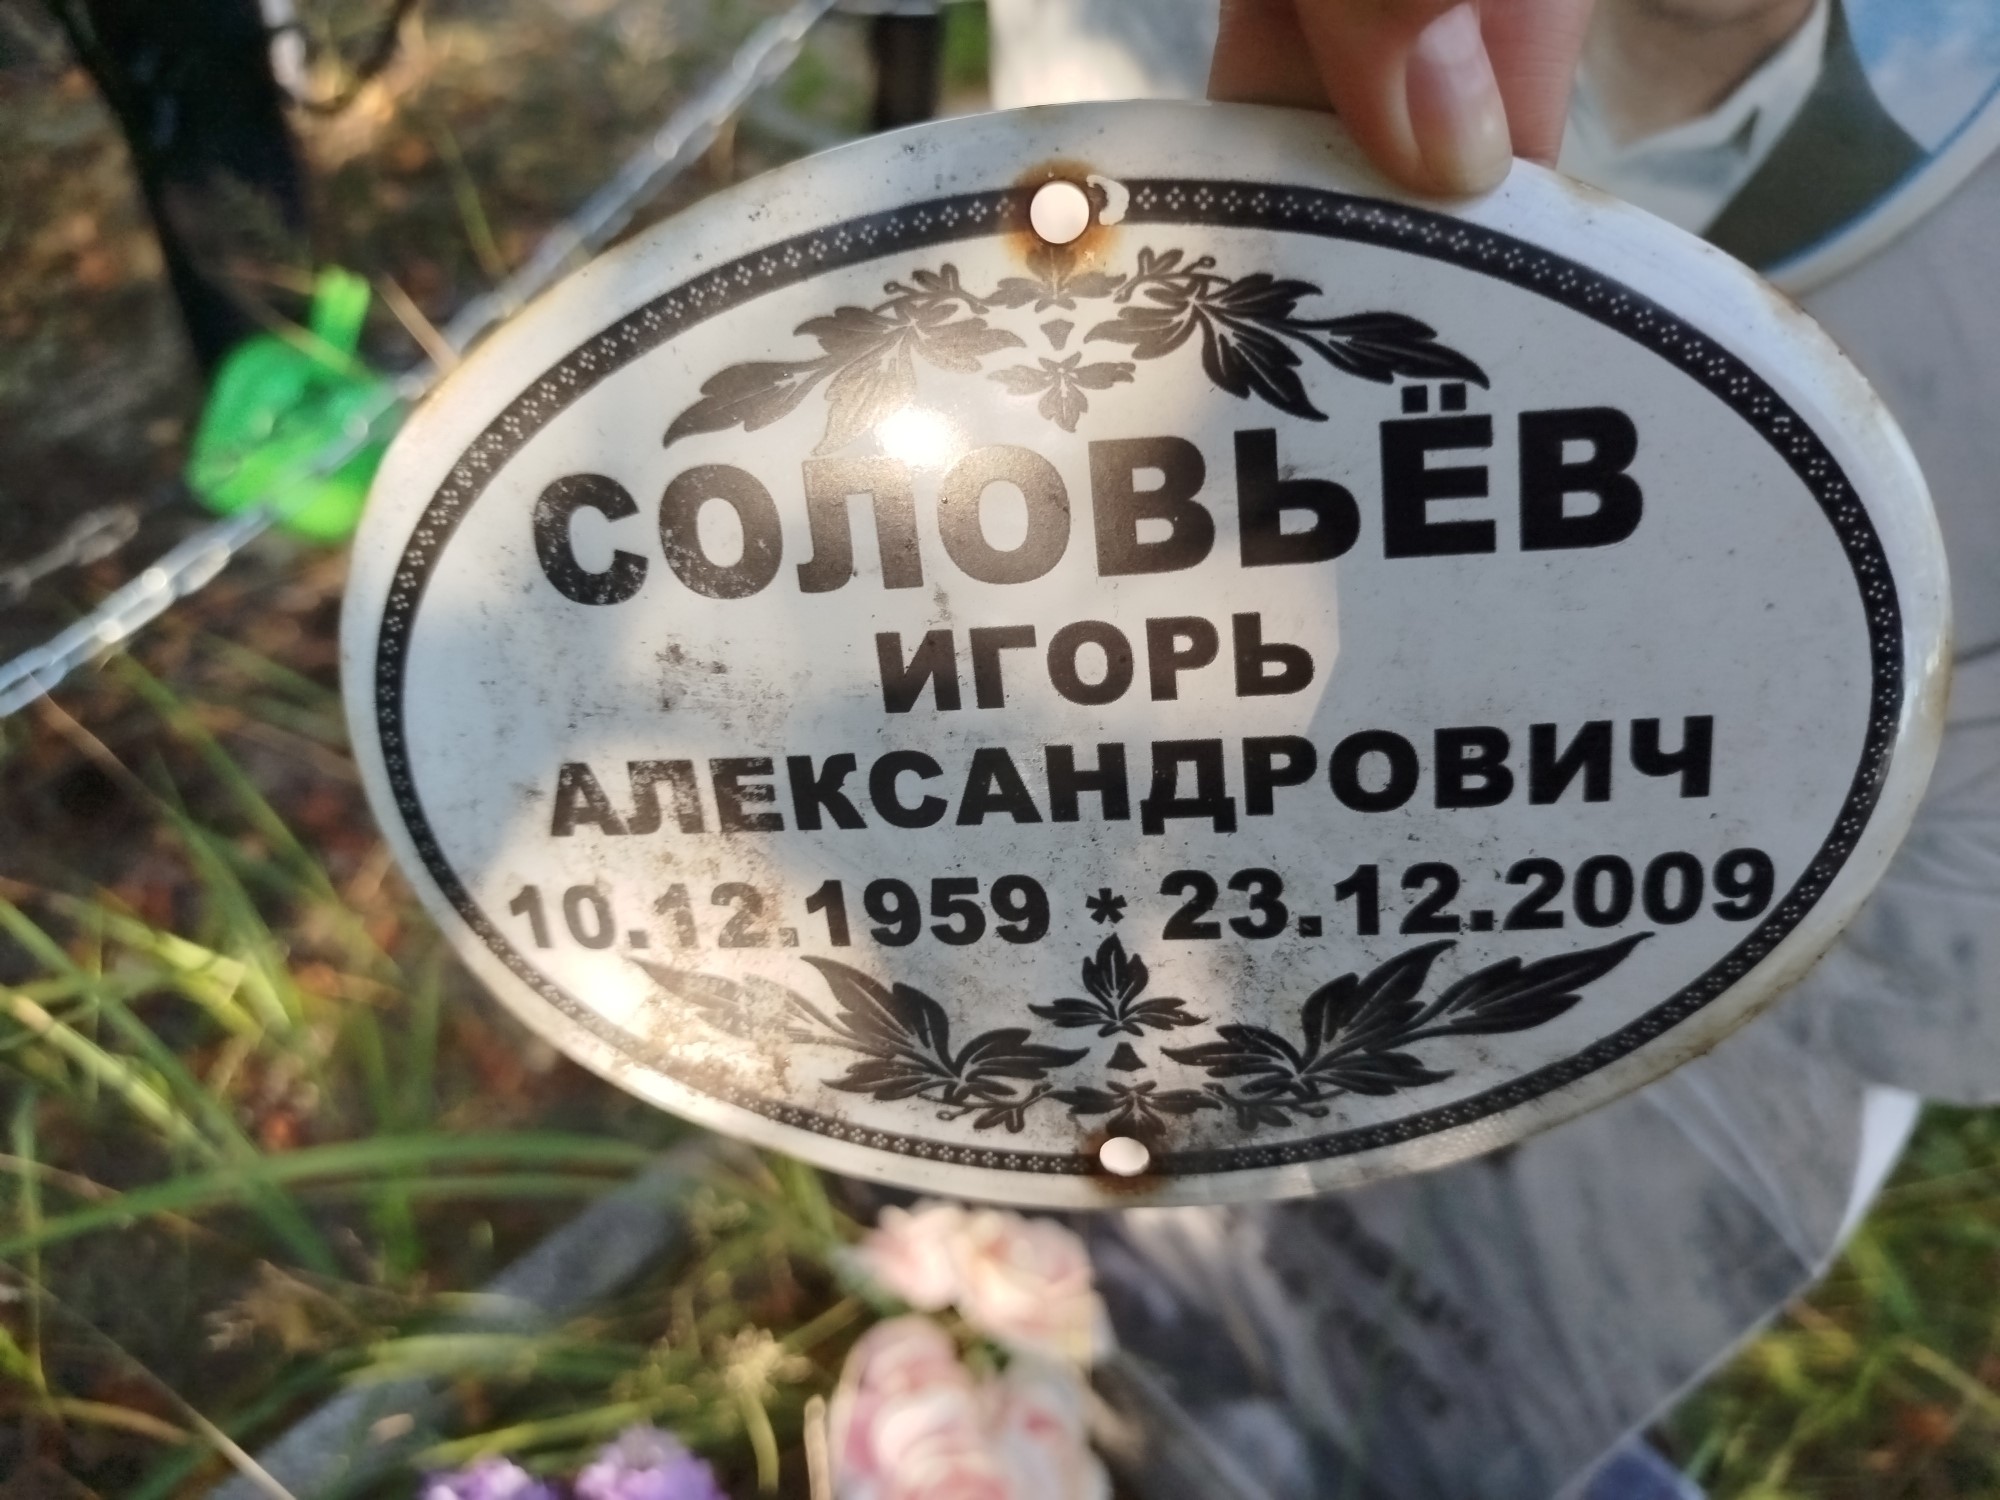 СОЛОВЬЁВ
ИГОРЬ
АЛЕКСАНДРОВИЧ
10.12.1959 * 23.12.2009